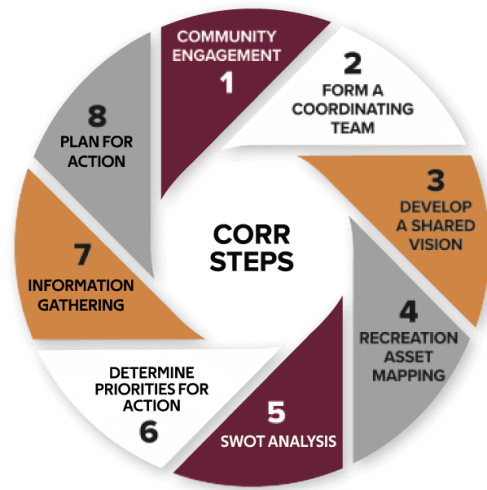 COMMUNITY
ENGAGEMENT
1
2
FORM A
COORDINATING
TEAM
3
DEVELOP
A SHARED
VISION
4
RECREATION
ASSET
MAPPING
5
SWOT ANALYSIS
DETERMINE
PRIORITIES FOR
ACTION
6
7
INFORMATION
GATHERING
8
PLAN FOR
ACTION
CORR
STEPS